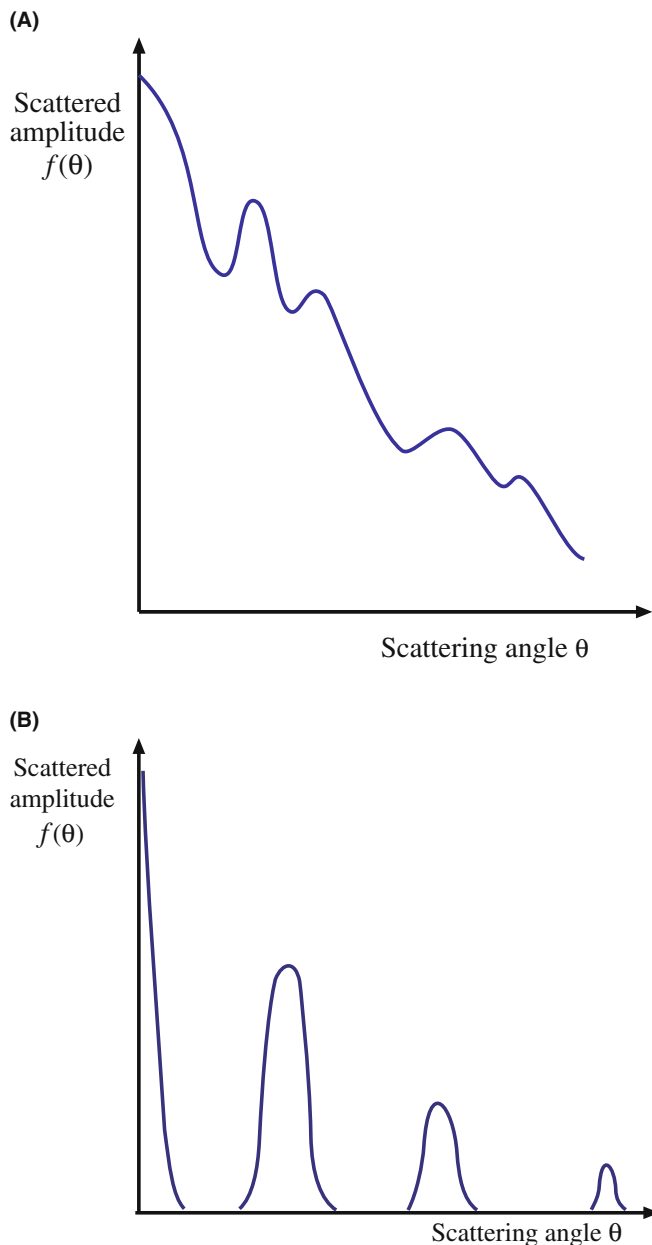 (A)
Scattered
amplitude
f(θ)
Scattering angle θ
(B)
Scattered
amplitude
f(θ)
Scattering angle θ